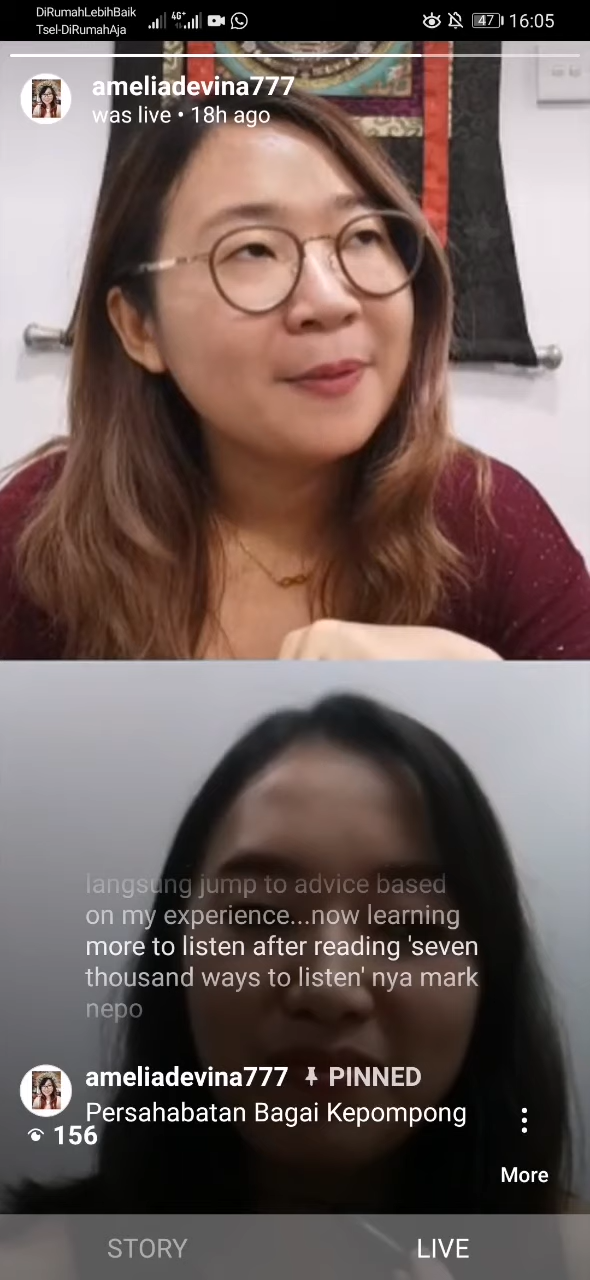 DiRumahLebihBaik
Tsel-DiRumahAja
4G+
47
16:05
ameliadevina777
was live • 18h ago
langsung jump to advice based
on my experience...now learning
more to listen after reading 'seven
thousand ways to listen' nya mark
nepo
ameliadevina777 PINNED
Persahabatan Bagai Kepompong
156
More
STORY
LIVE